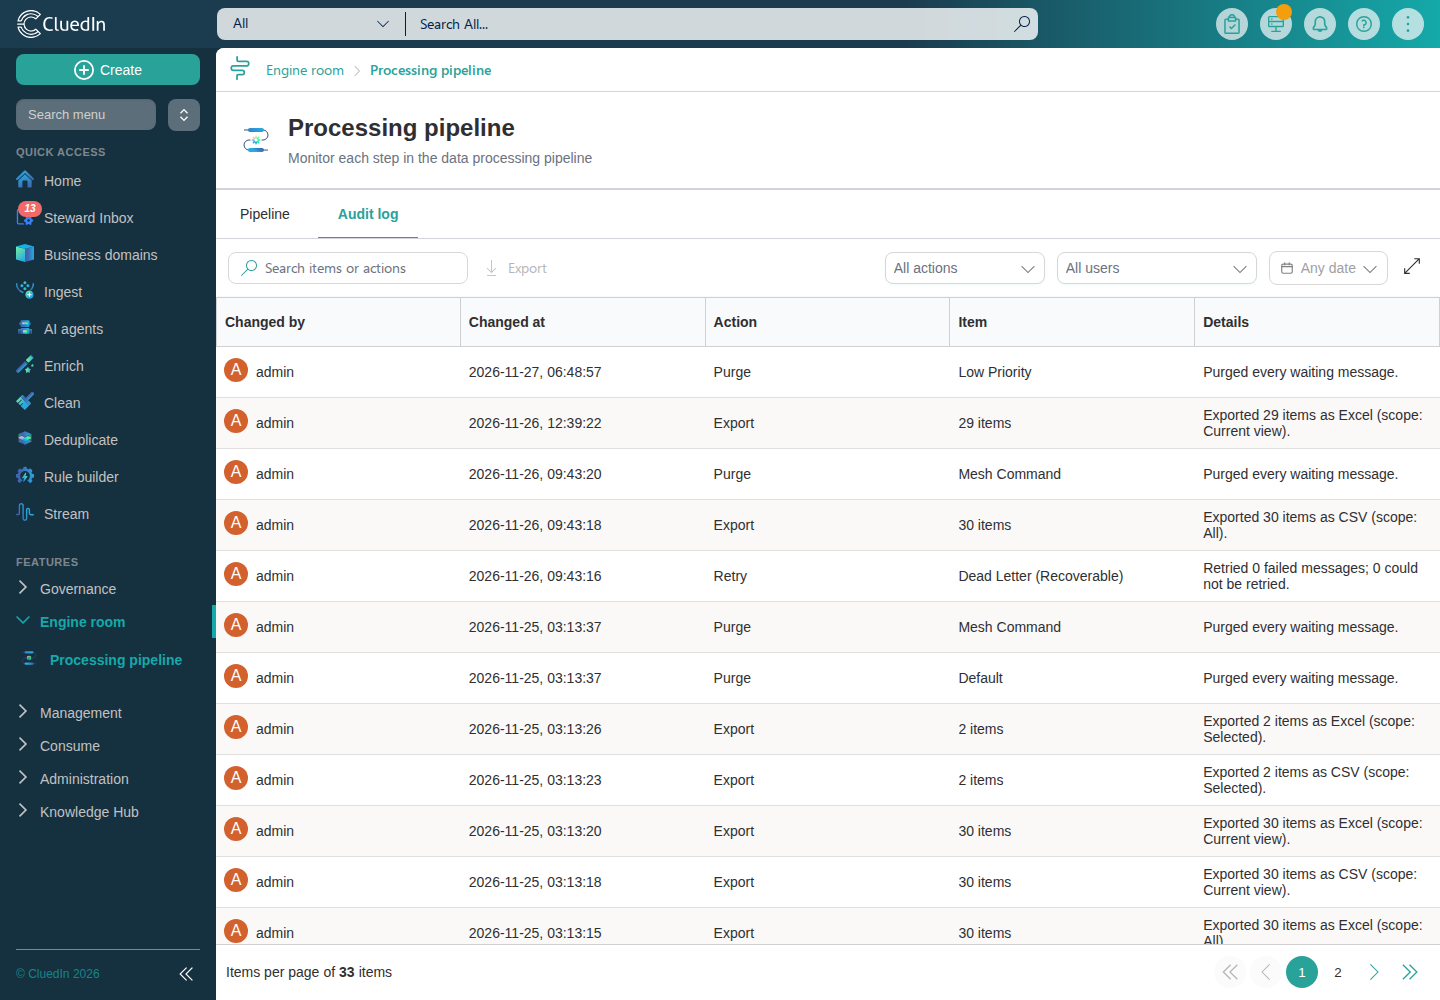 CluedIn
All
Search All...
Create
Search menu
QUICK ACCESS
Home
13
Steward Inbox
Business domains
Ingest
AI agents
Enrich
Clean
Deduplicate
Rule builder
Stream
FEATURES
Governance
Engine room
Processing pipeline
Management
Consume
Administration
Knowledge Hub
© CluedIn 2026
Engine room
Processing pipeline
Processing pipeline
Monitor each step in the data processing pipeline
Pipeline
Audit log
Search items or actions
Export
All actions
All users
Any date
Changed by
Changed at
Action
Item
Details
A
admin
2026-11-27, 06:48:57
Purge
Low Priority
Purged every waiting message.
A
admin
2026-11-26, 12:39:22
Export
29 items
Exported 29 items as Excel (scope:
Current view).
A
admin
2026-11-26, 09:43:20
Purge
Mesh Command
Purged every waiting message.
A
admin
2026-11-26, 09:43:18
Export
30 items
Exported 30 items as CSV (scope:
All).
A
admin
2026-11-26, 09:43:16
Retry
Dead Letter (Recoverable)
Retried 0 failed messages; 0 could
not be retried.
A
admin
2026-11-25, 03:13:37
Purge
Mesh Command
Purged every waiting message.
A
admin
2026-11-25, 03:13:37
Purge
Default
Purged every waiting message.
A
admin
2026-11-25, 03:13:26
Export
2 items
Exported 2 items as Excel (scope:
Selected).
A
admin
2026-11-25, 03:13:23
Export
2 items
Exported 2 items as CSV (scope:
Selected).
A
admin
2026-11-25, 03:13:20
Export
30 items
Exported 30 items as Excel (scope:
Current view).
A
admin
2026-11-25, 03:13:18
Export
30 items
Exported 30 items as CSV (scope:
Current view).
A
admin
2026-11-25, 03:13:15
Export
30 items
Exported 30 items as Excel (scope:
All)
Items per page of 33 items
1
2